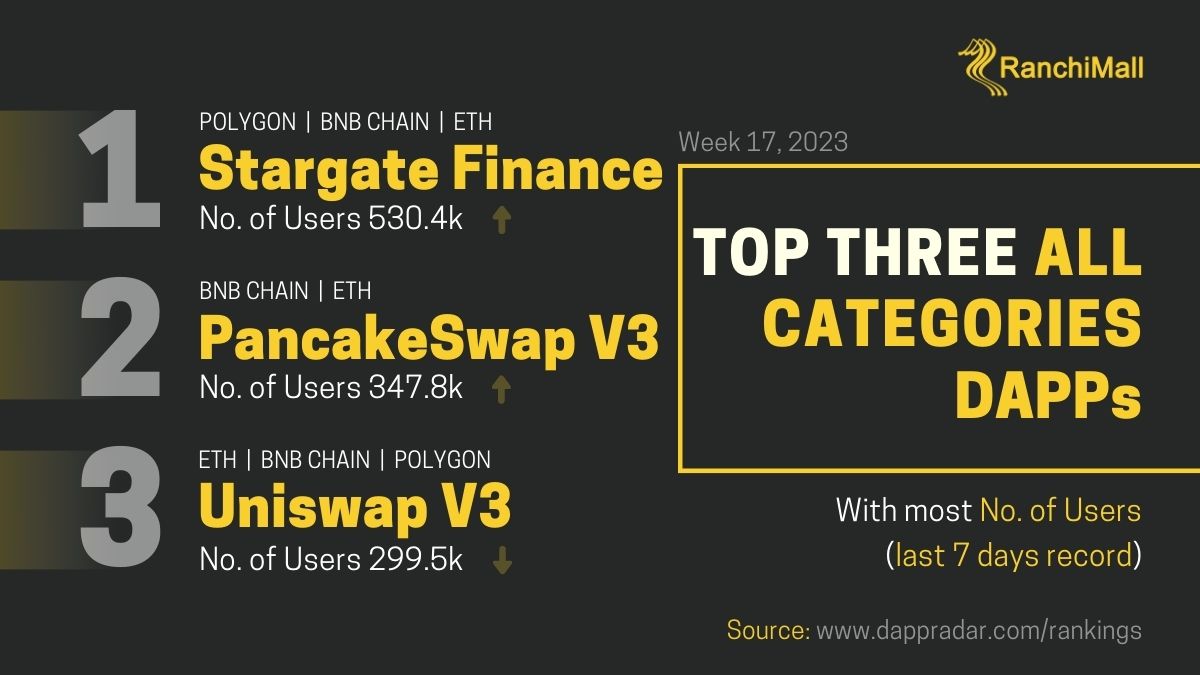 RanchiMall
POLYGON | BNB CHAIN | ETH
Stargate Finance
No. of Users 530.4k
BNB CHAIN | ETH
PancakeSwap V3
No. of Users 347.8k
ETH | BNB CHAIN | POLYGON
Uniswap V3
No. of Users 299.5k
1
2
3
Week 17, 2023
TOP THREE ALL
CATEGORIES
DAPPs
With most No. of Users
(last 7 days record)
Source: www.dappradar.com/rankings